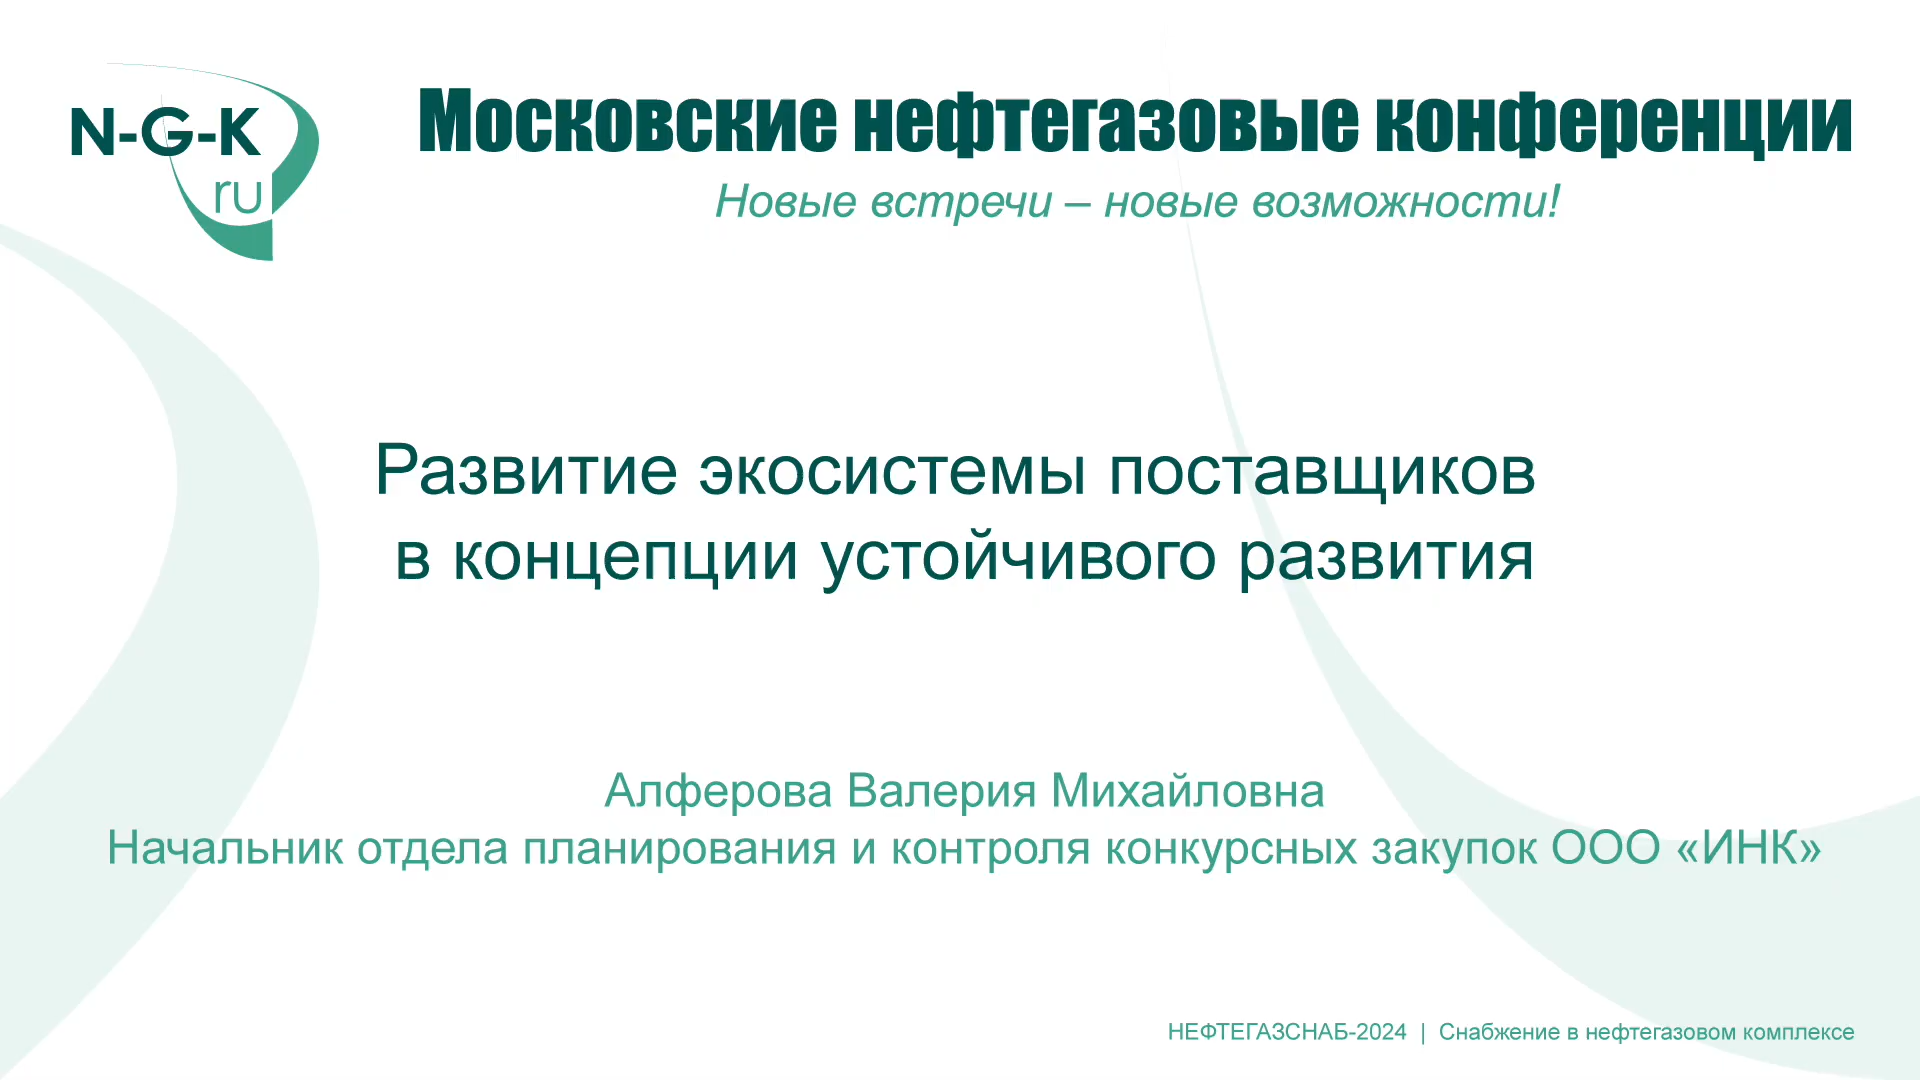 N-G-K
ru
Московские нефтегазовые конференции
Новые встречи – новые возможности!
Развитие экосистемы поставщиков
в концепции устойчивого развития
Алферова Валерия Михайловна
Начальник отдела планирования и контроля конкурсных закупок ООО «ИНК»
НЕФТЕГАЗСНАБ-2024 | Снабжение в нефтегазовом комплексе